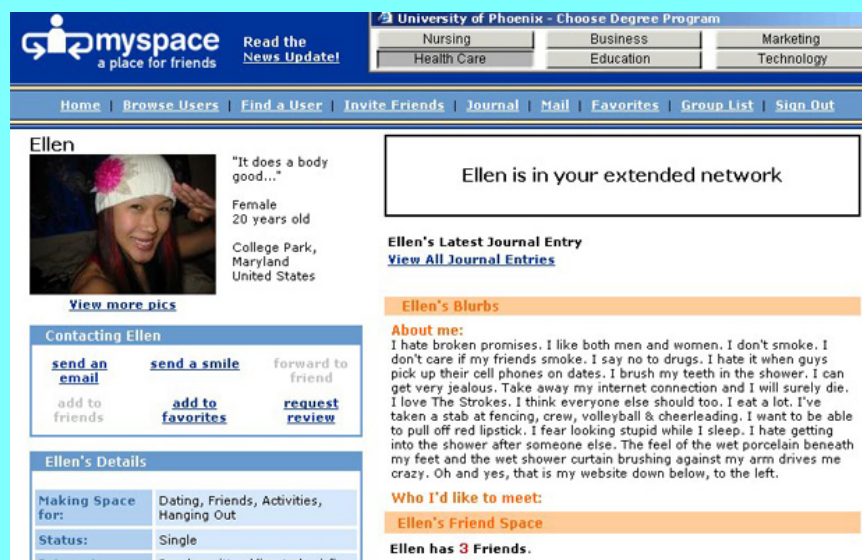 myspace
a place for friends
Read the
News Update!
University of Phoenix - Choose Degree Program
Nursing
Business
Marketing
Health Care
Education
Technology
Home | Browse Users | Find a User | Invite Friends | Journal | Mail | Favorites | Group List | Sign Out
Ellen
"It does a body
good..."
Female
20 years old
College Park,
Maryland
United States
View more pics
Contacting Ellen
send an
email
send a smile
forward to
friend
add to
friends
add to
favorites
request
review
Ellen's Details
Making Space
for:
Dating, Friends, Activities,
Hanging Out
Status:
Single
Ellen is in your extended network
Ellen's Latest Journal Entry
View All Journal Entries
Ellen's Blurbs
About me:
I hate broken promises. I like both men and women. I don't smoke. I
don't care if my friends smoke. I say no to drugs. I hate it when guys
pick up their cell phones on dates. I brush my teeth in the shower. I can
get very jealous. Take away my internet connection and I will surely die.
I love The Strokes. I think everyone else should too. I eat a lot. I've
taken a stab at fencing, crew, volleyball & cheerleading. I want to be able
to pull off red lipstick. I fear looking stupid while I sleep. I hate getting
into the shower after someone else. The feel of the wet porcelain beneath
my feet and the wet shower curtain brushing against my arm drives me
crazy. Oh and yes, that is my website down below, to the left.
Who I'd like to meet:
Ellen's Friend Space
Ellen has 3 Friends.